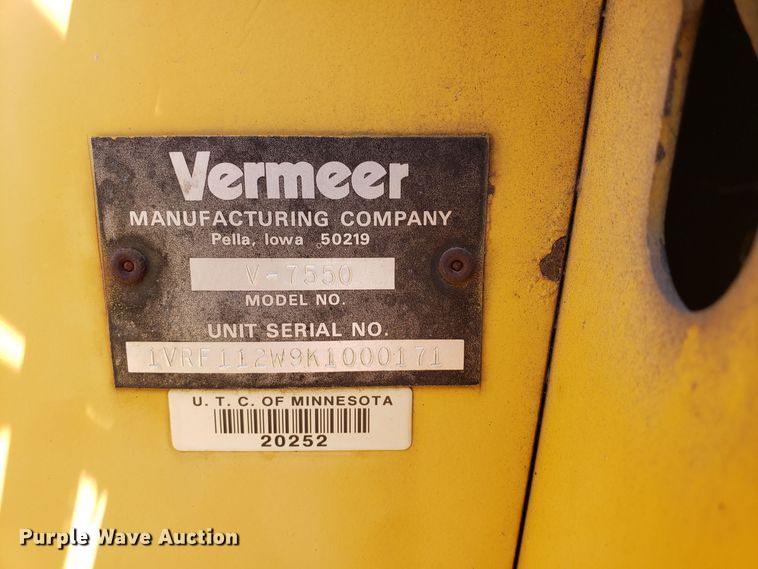 Vermeer
MANUFACTURING COMPANY
Pella, Iowa 50219
V-7550
MODEL NO.
UNIT SERIAL NO.
1VRF112W9K1000171
U. T. C. OF MINNESOTA
20252
Purple Wave Auction